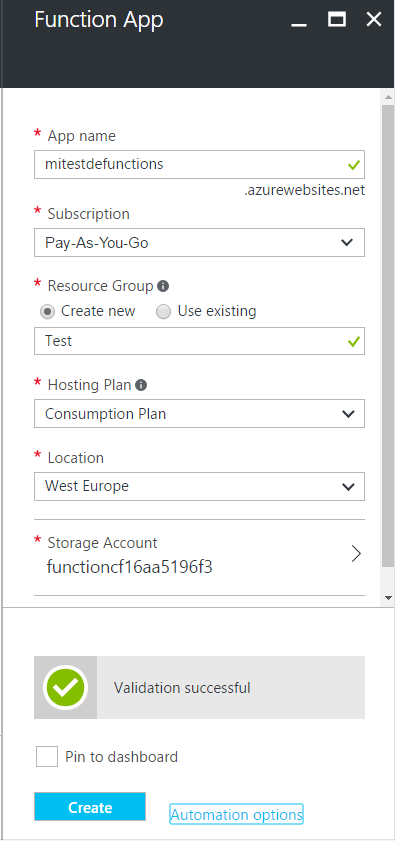 Function App
* App name
mitestdefunctions
.azurewebsites.net
* Subscription
Pay-As-You-Go
* Resource Group
Create new Use existing
Test
* Hosting Plan
Consumption Plan
* Location
West Europe
* Storage Account
functioncf16aa5196f3
Validation successful
Pin to dashboard
Create Automation options